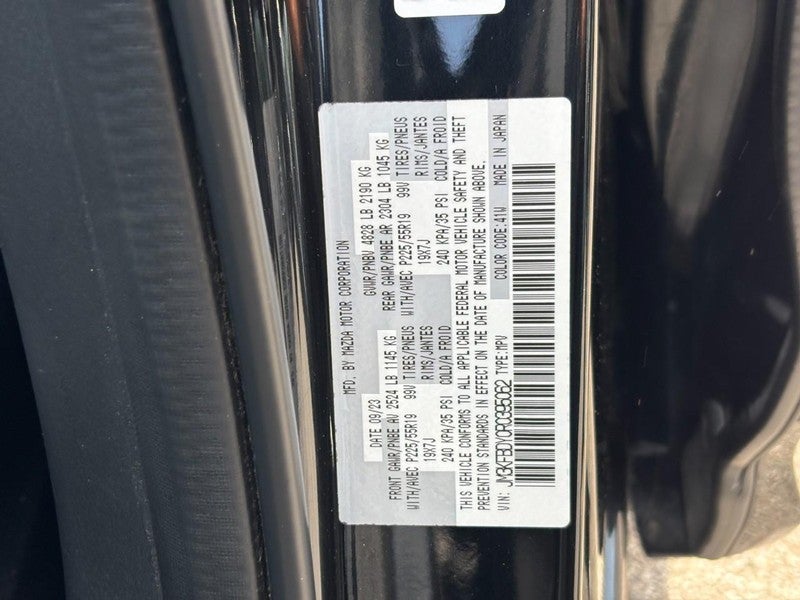 MFD. BY MAZDA MOTOR CORPORATION
DATE 09/23 GVWR/PNBV 4828 LB 2190 KG
FRONT GAWR/PNBE AV 2524 LB 1145 KG REAR GAWR/PNBE AR 2304 LB 1045 KG
WITH/AVEC P225/55R19 99V TIRES/PNEUS WITH/AVEC P225/55R19 99V TIRES/PNEUS
19X7J RIMS/JANTES 19X7J RIMS/JANTES
240 KPA/35 PSI COLD/A FROID 240 KPA/35 PSI COLD/A FROID
THIS VEHICLE CONFORMS TO ALL APPLICABLE FEDERAL MOTOR VEHICLE SAFETY AND THEFT
PREVENTION STANDARDS IN EFFECT ON THE DATE OF MANUFACTURE SHOWN ABOVE.
VIN: TYPE:MPV COLOR CODE:41W MADE IN JAPAN